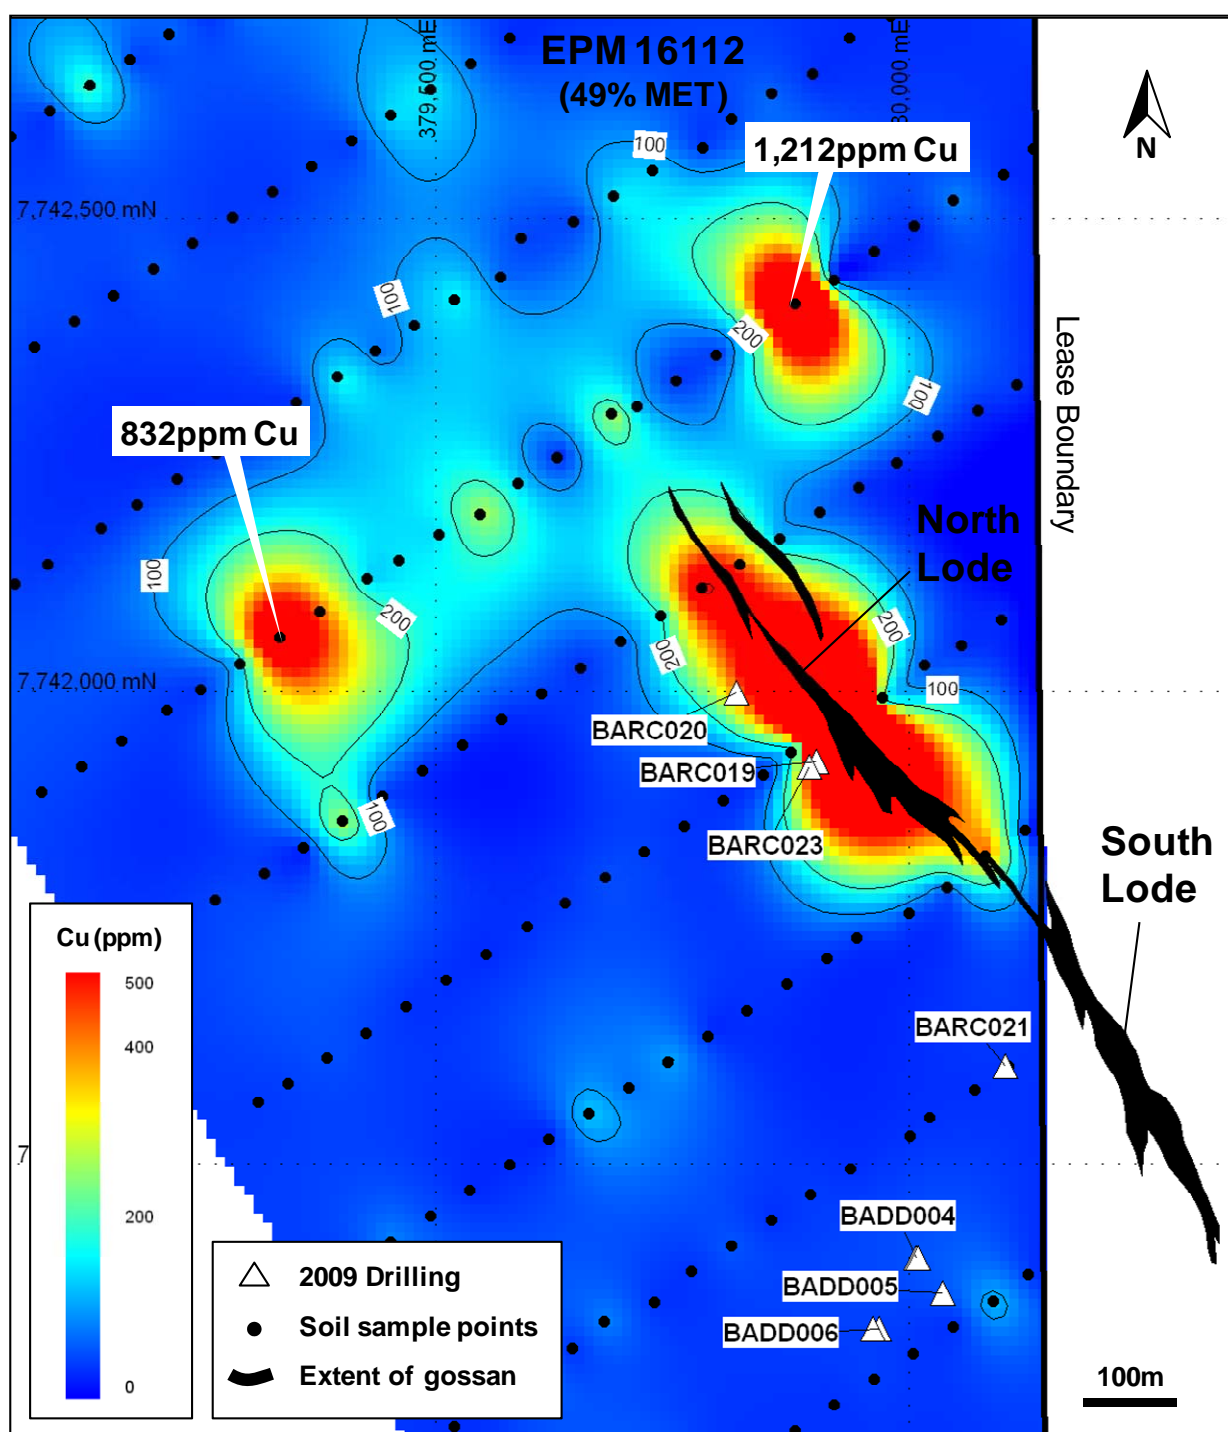 EPM 16112
(49% MET)
379,500 mE
30,000 mE
1,212ppm Cu
N
100
7,742,500 mN
100
200
100
Lease Boundary
832ppm Cu
North
Lode
100
200
200
200
7,742,000 mN
100
BARC020
BARC019
100
BARC023
South
Lode
Cu (ppm)
500
400
200
0
BARC021
7
BADD004
BADD005
BADD006
2009 Drilling
Soil sample points
Extent of gossan
100m